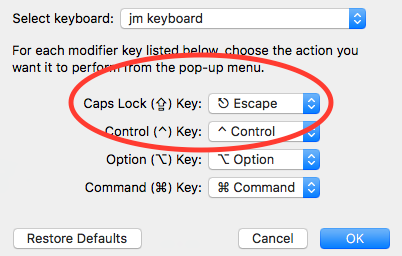 Select keyboard: jm keyboard
For each modifier key listed below, choose the action you
want it to perform from the pop-up menu.
Caps Lock (⇪) Key: ⎋ Escape
Control (^) Key: ^ Control
Option (⌥) Key: ⌥ Option
Command (⌘) Key: ⌘ Command
Restore Defaults Cancel OK